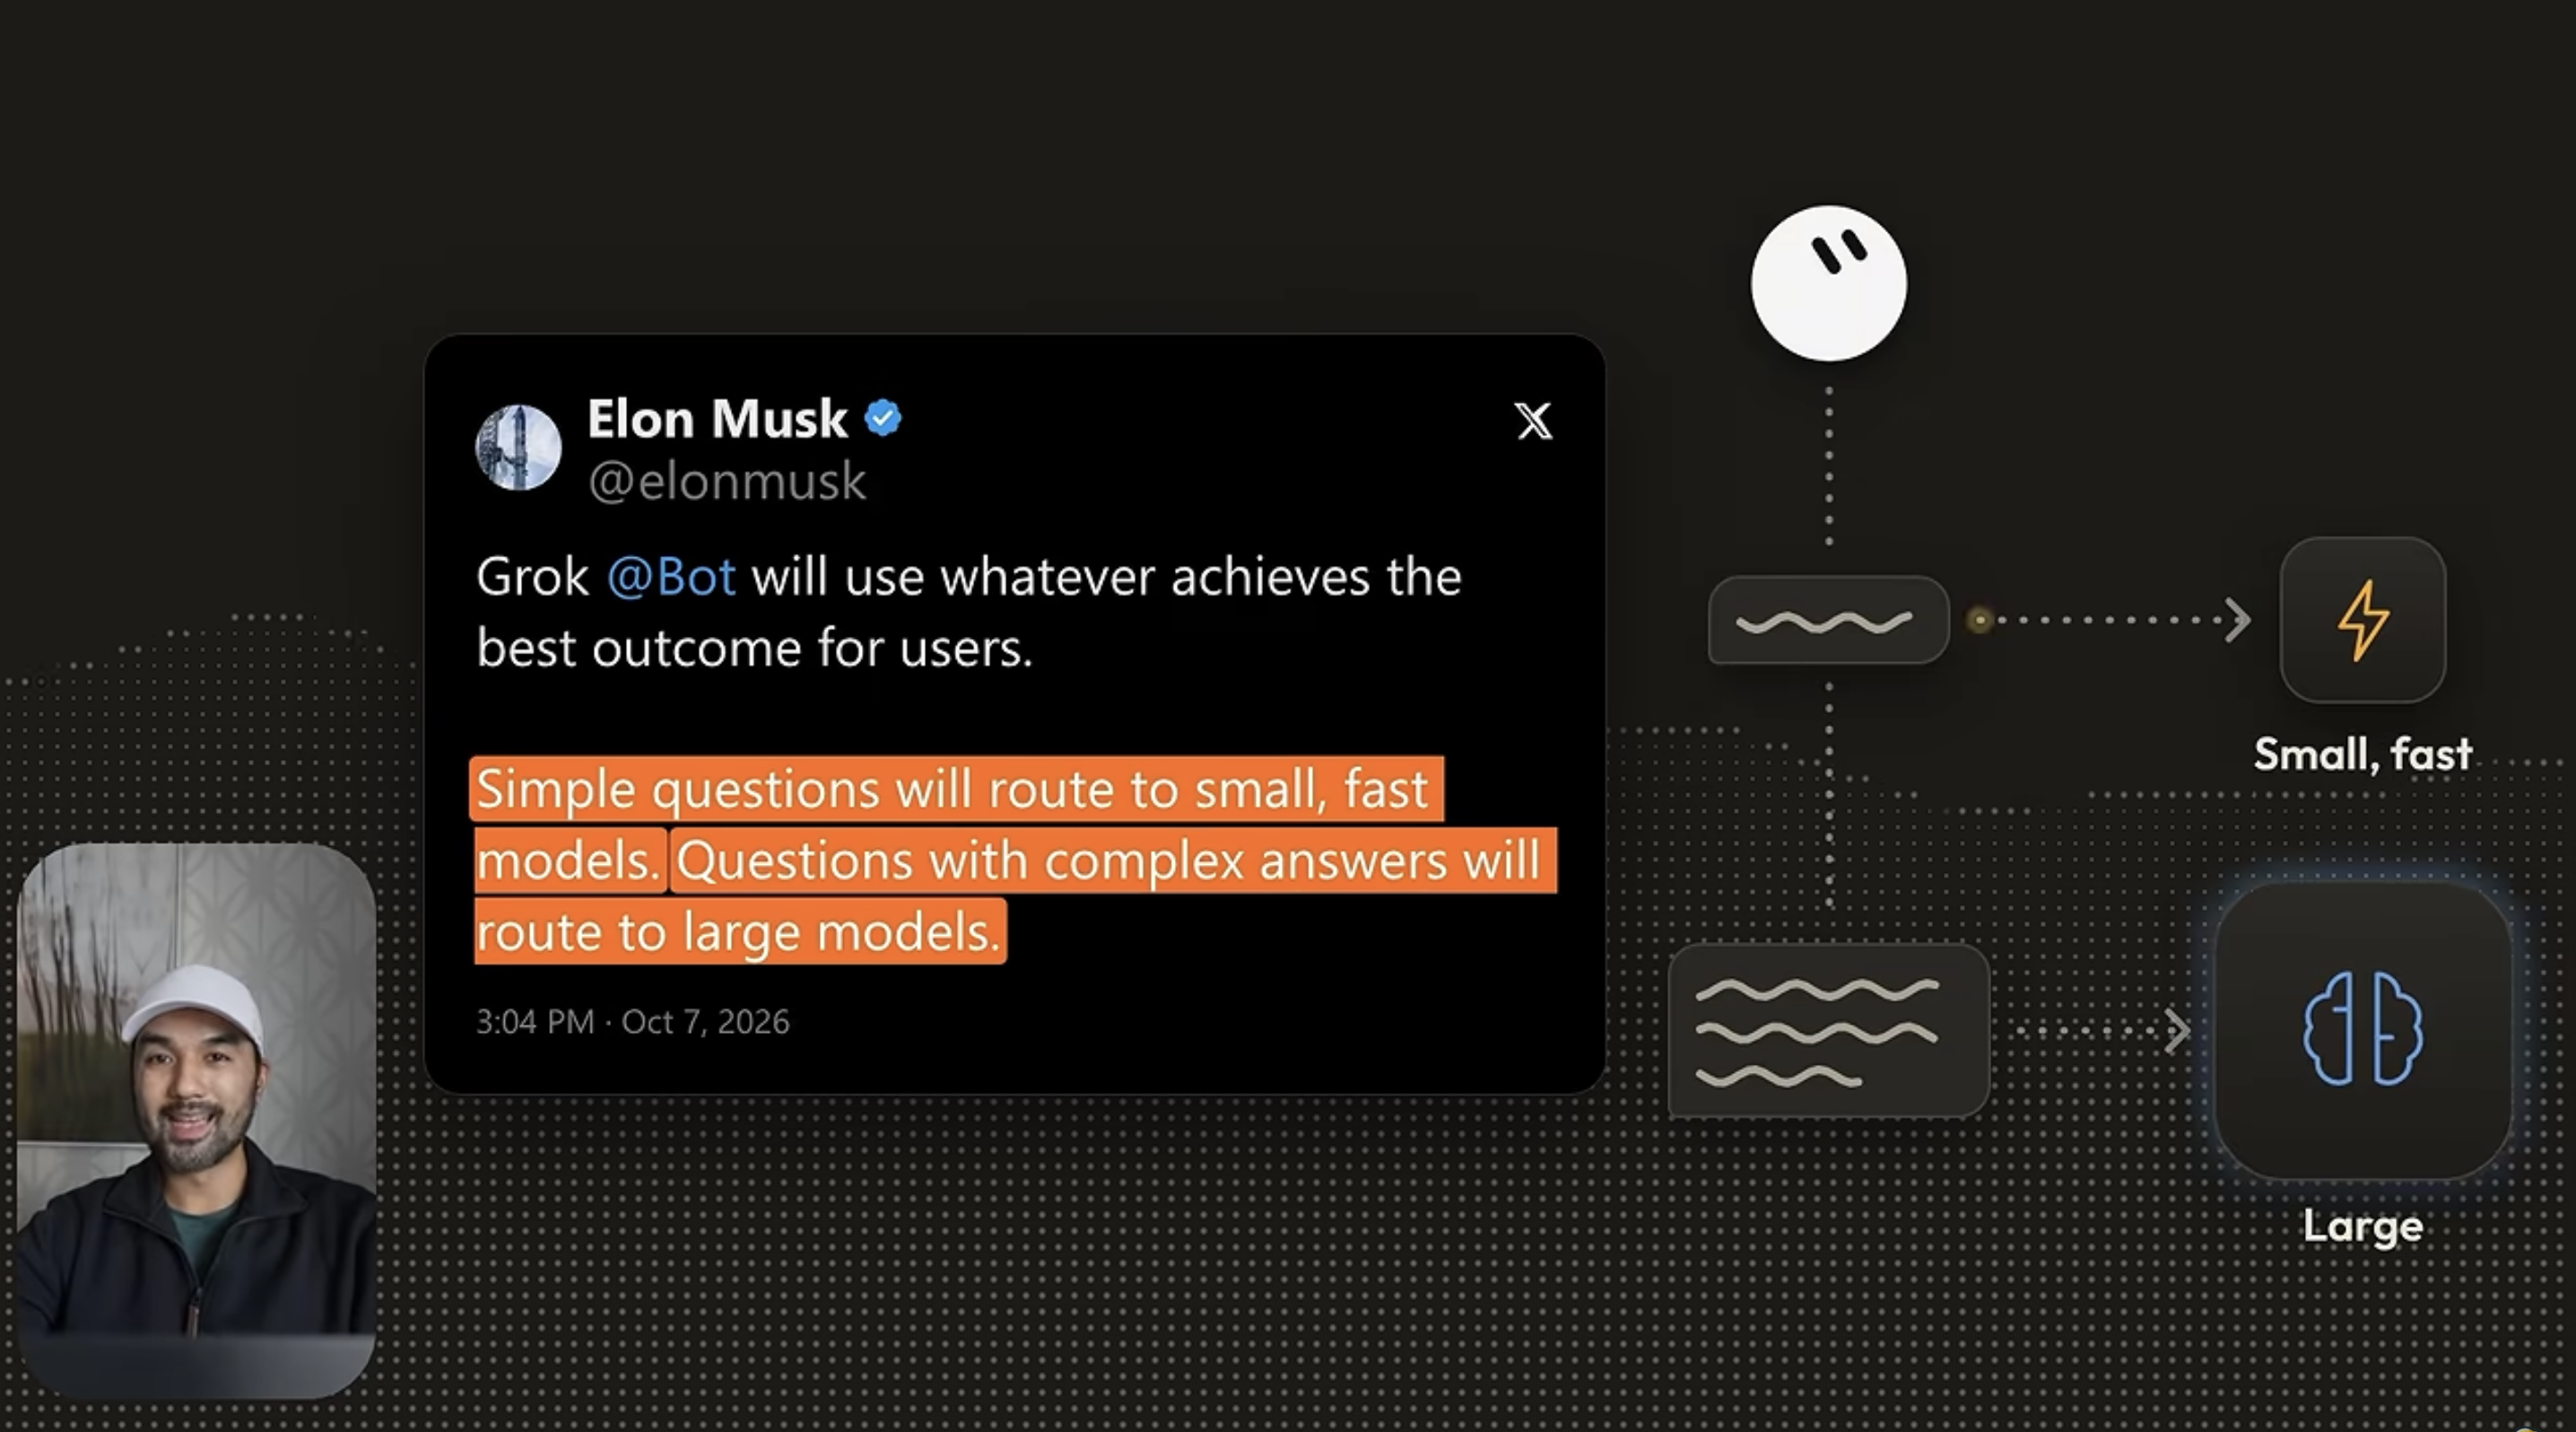 Elon Musk
@elonmusk
Grok @Bot will use whatever achieves the
best outcome for users.
Simple questions will route to small, fast
models. Questions with complex answers will
route to large models.
3:04 PM · Oct 7, 2026
Small, fast
Large